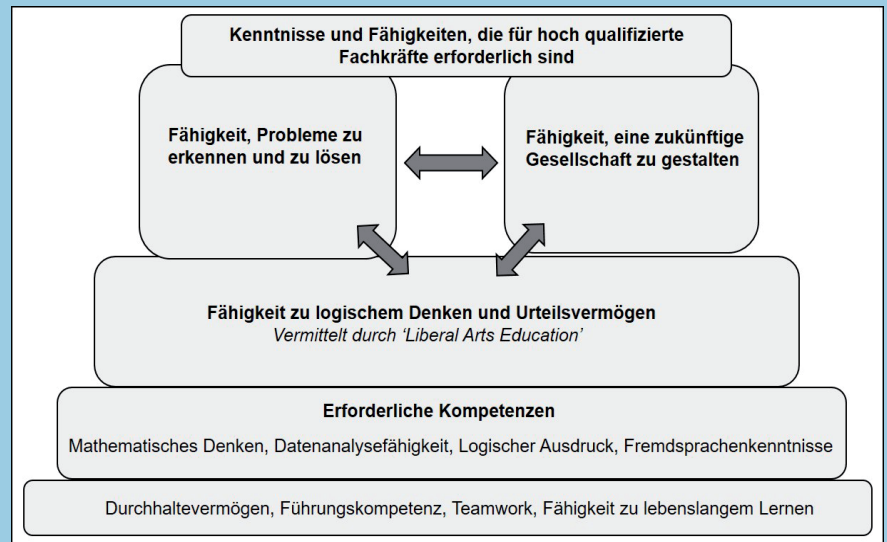 Kenntnisse und Fähigkeiten, die für hoch qualifizierte
Fachkräfte erforderlich sind
Fähigkeit, Probleme zu
erkennen und zu lösen
Fähigkeit, eine zukünftige
Gesellschaft zu gestalten
Fähigkeit zu logischem Denken und Urteilsvermögen
Vermittelt durch ‘Liberal Arts Education’
Erforderliche Kompetenzen
Mathematisches Denken, Datenanalysefähigkeit, Logischer Ausdruck, Fremdsprachenkenntnisse
Durchhaltevermögen, Führungskompetenz, Teamwork, Fähigkeit zu lebenslangem Lernen